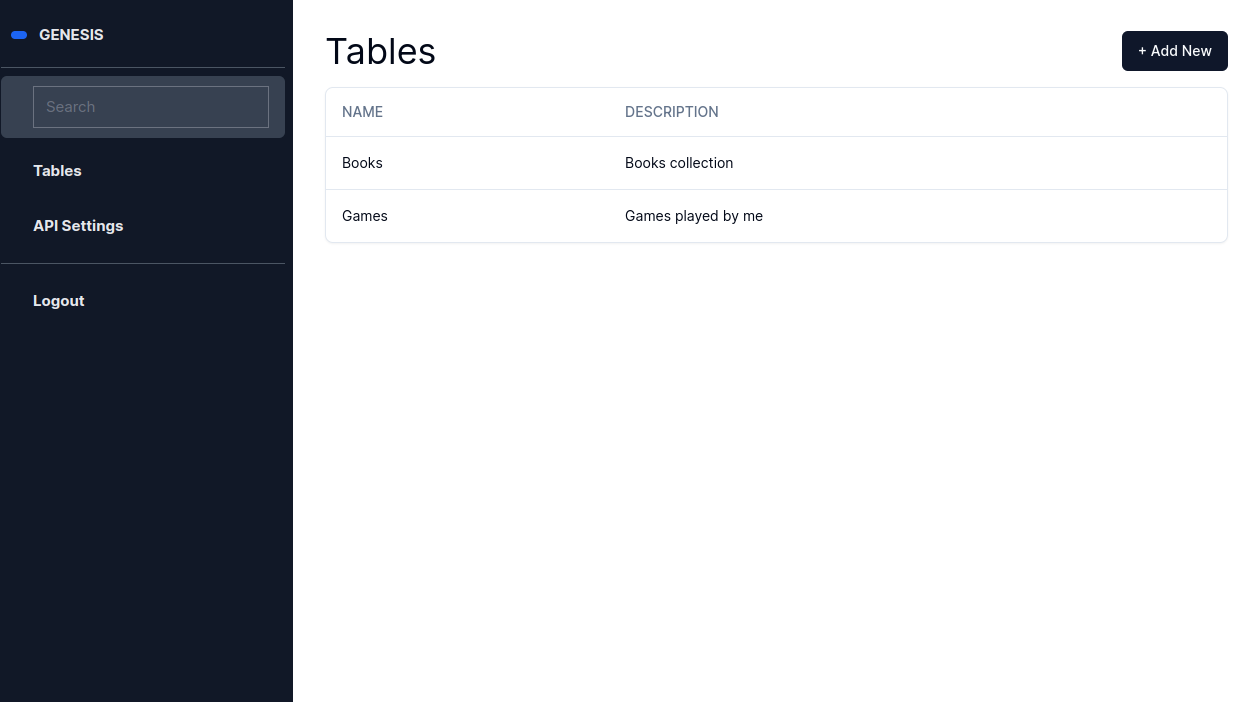 GENESIS
Search
Tables
API Settings
Logout
Tables
+ Add New
NAME DESCRIPTION
Books Books collection
Games Games played by me